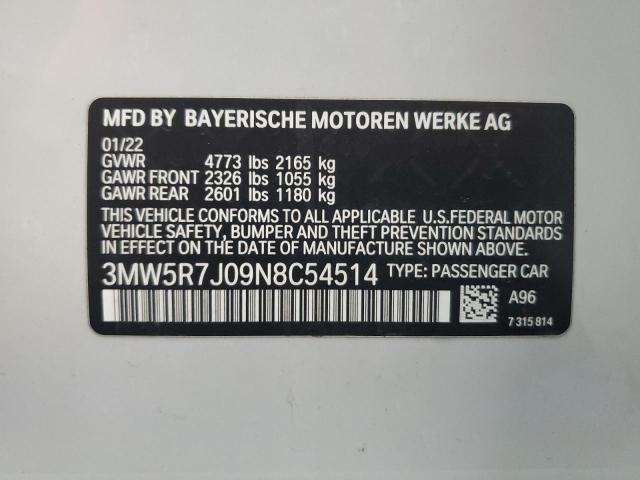 MFD BY BAYERISCHE MOTOREN WERKE AG
01/22
GVWR 4773 lbs 2165 kg
GAWR FRONT 2326 lbs 1055 kg
GAWR REAR 2601 lbs 1180 kg
THIS VEHICLE CONFORMS TO ALL APPLICABLE U.S.FEDERAL MOTOR
VEHICLE SAFETY, BUMPER AND THEFT PREVENTION STANDARDS
IN EFFECT ON THE DATE OF MANUFACTURE SHOWN ABOVE.
3MW5R7J09N8C54514 TYPE: PASSENGER CAR
A96
7 315 814